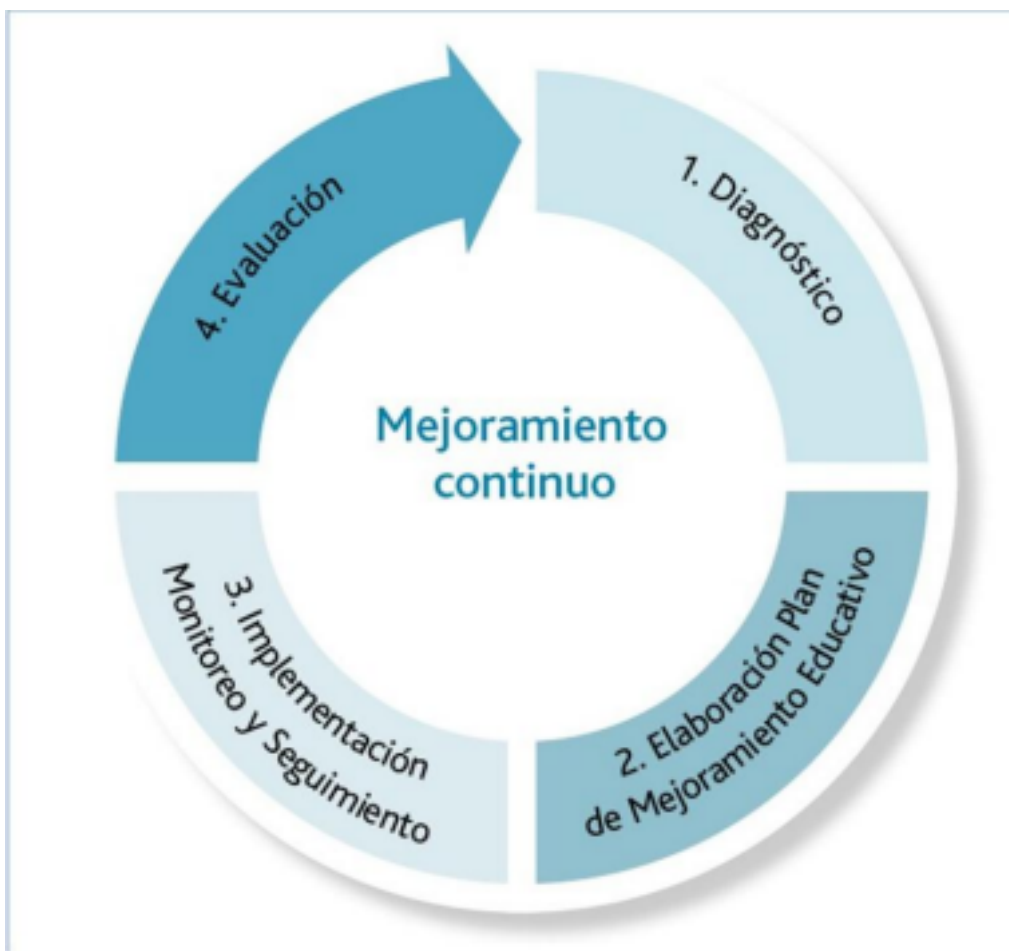 1. Diagnóstico
2. Elaboración Plan
de Mejoramiento Educativo
3. Implementación
Monitoreo y Seguimiento
4. Evaluación
Mejoramiento
continuo